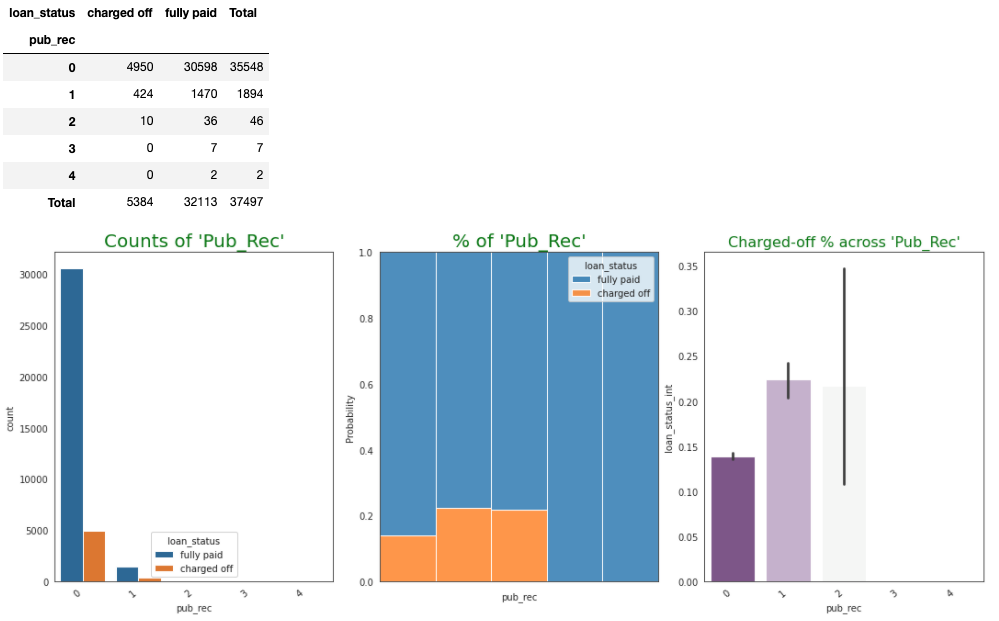 loan_status charged off fully paid Total
pub_rec
0 4950 30598 35548
1 424 1470 1894
2 10 36 46
3 0 7 7
4 0 2 2
Total 5384 32113 37497
Counts of 'Pub_Rec'
30000
25000
20000
15000
10000
5000
0
count
loan_status
fully paid
charged off
0 1 2 3 4
pub_rec
% of 'Pub_Rec'
1.0
0.8
0.6
0.4
0.2
0.0
Probability
loan_status
fully paid
charged off
pub_rec
Charged-off % across 'Pub_Rec'
0.35
0.30
0.25
0.20
0.15
0.10
0.05
0.00
loan_status_int
0 1 2 3 4
pub_rec